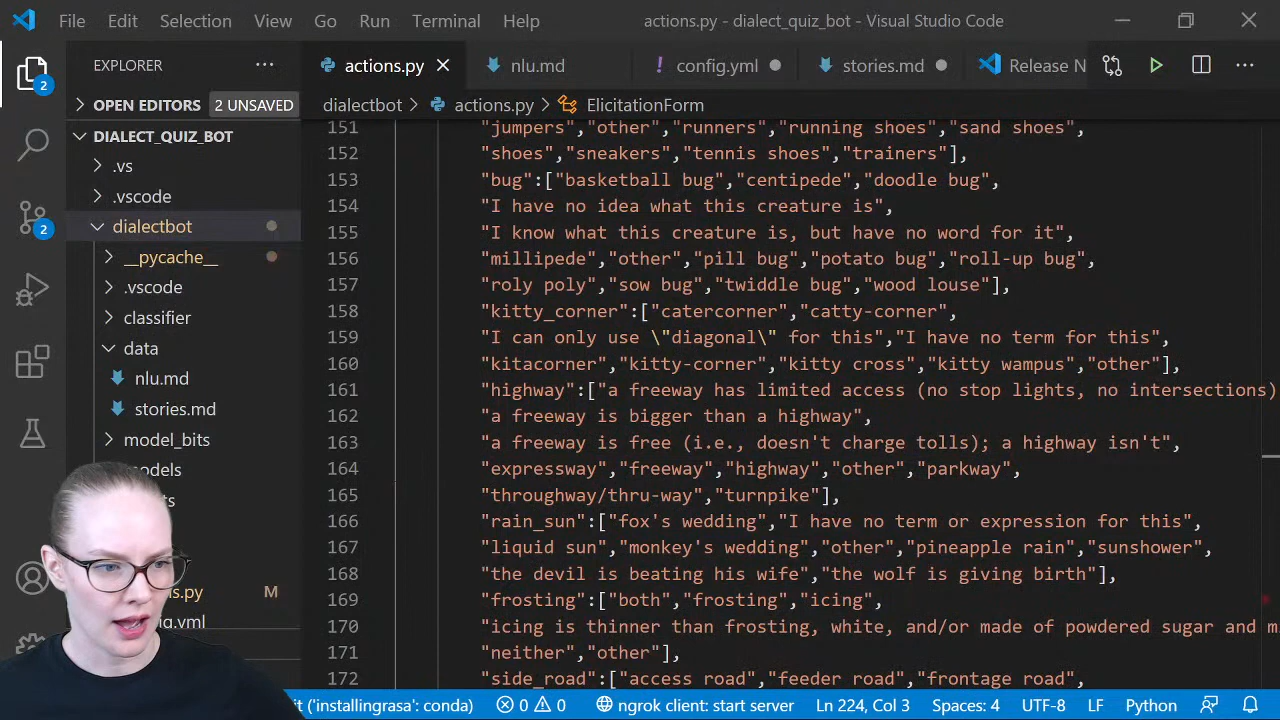 File Edit Selection View Go Run Terminal Help actions.py - dialect_quiz_bot - Visual Studio Code
EXPLORER
actions.py nlu.md config.yml stories.md Release N
2
OPEN EDITORS 2 UNSAVED
dialectbot > actions.py > ElicitationForm
DIALECT_QUIZ_BOT
.vs
.vscode
dialectbot
__pycache__
.vscode
classifier
data
nlu.md
stories.md
model_bits
2
151 "jumpers","other","runners","running shoes","sand shoes",
152 "shoes","sneakers","tennis shoes","trainers"],
153 "bug":["basketball bug","centipede","doodle bug",
154 "I have no idea what this creature is",
155 "I know what this creature is, but have no word for it",
156 "millipede","other","pill bug","potato bug","roll-up bug",
157 "roly poly","sow bug","twiddle bug","wood louse"],
158 "kitty_corner":["catercorner","catty-corner",
159 "I can only use \"diagonal\" for this","I have no term for this",
160 "kitacorner","kitty-corner","kitty cross","kitty wampus","other"],
161 "highway":["a freeway has limited access (no stop lights, no intersections)
162 "a freeway is bigger than a highway",
163 "a freeway is free (i.e., doesn't charge tolls); a highway isn't",
164 "expressway","freeway","highway","other","parkway",
165 "throughway/thru-way","turnpike"],
166 "rain_sun":["fox's wedding","I have no term or expression for this",
167 "liquid sun","monkey's wedding","other","pineapple rain","sunshower",
168 "the devil is beating his wife","the wolf is giving birth"],
169 "frosting":["both","frosting","icing",
170 "icing is thinner than frosting, white, and/or made of powdered sugar and m
171 "neither","other"],
172 "side_road":["access road","feeder road","frontage road",
M
('installingrasa': conda) 0 0 ngrok client: start server Ln 224, Col 3 Spaces: 4 UTF-8 LF Python